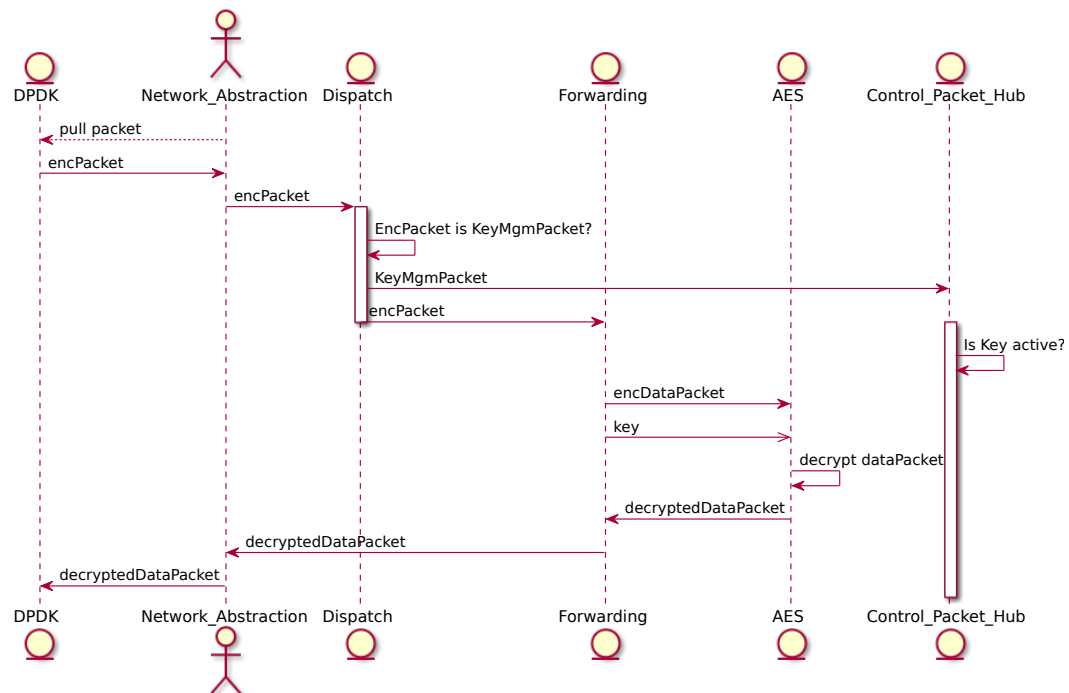 DPDK Network_Abstraction Dispatch Forwarding AES Control_Packet_Hub
pull packet
encPacket
encPacket
EncPacket is KeyMgmPacket?
KeyMgmPacket
encPacket
Is Key active?
encDataPacket
key
decrypt dataPacket
decryptedDataPacket
decryptedDataPacket
decryptedDataPacket
DPDK Network_Abstraction Dispatch Forwarding AES Control_Packet_Hub